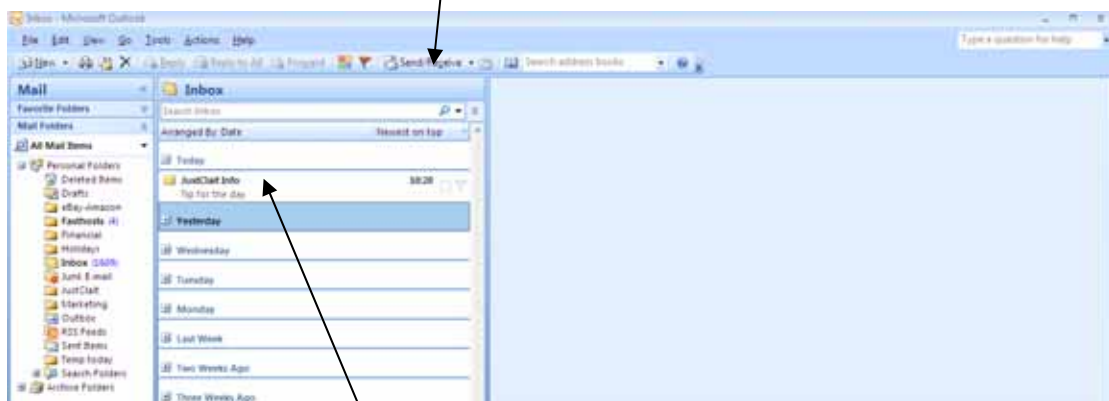 Inbox - Microsoft Outlook
File Edit View Go Tools Actions Help
Type a question for help
New Reply Reply to All Forward Send/Receive Search address books
Mail
Inbox
Favorite Folders
Search Inbox
Mail Folders
Arranged By: Date Newest on top
All Mail Items
Today
Personal Folders
Deleted Items
JustClait Info 10:20
Drafts
Tip for the day
eBay-Amazon
Fasthosts (4)
Yesterday
Financial
Holidays
Wednesday
Inbox
Junk E-mail
Tuesday
JustClait
Marketing
Monday
Outbox
RSS Feeds
Last Week
Sent Items
Temp today
Two Weeks Ago
Search Folders
Archive Folders
Three Weeks Ago